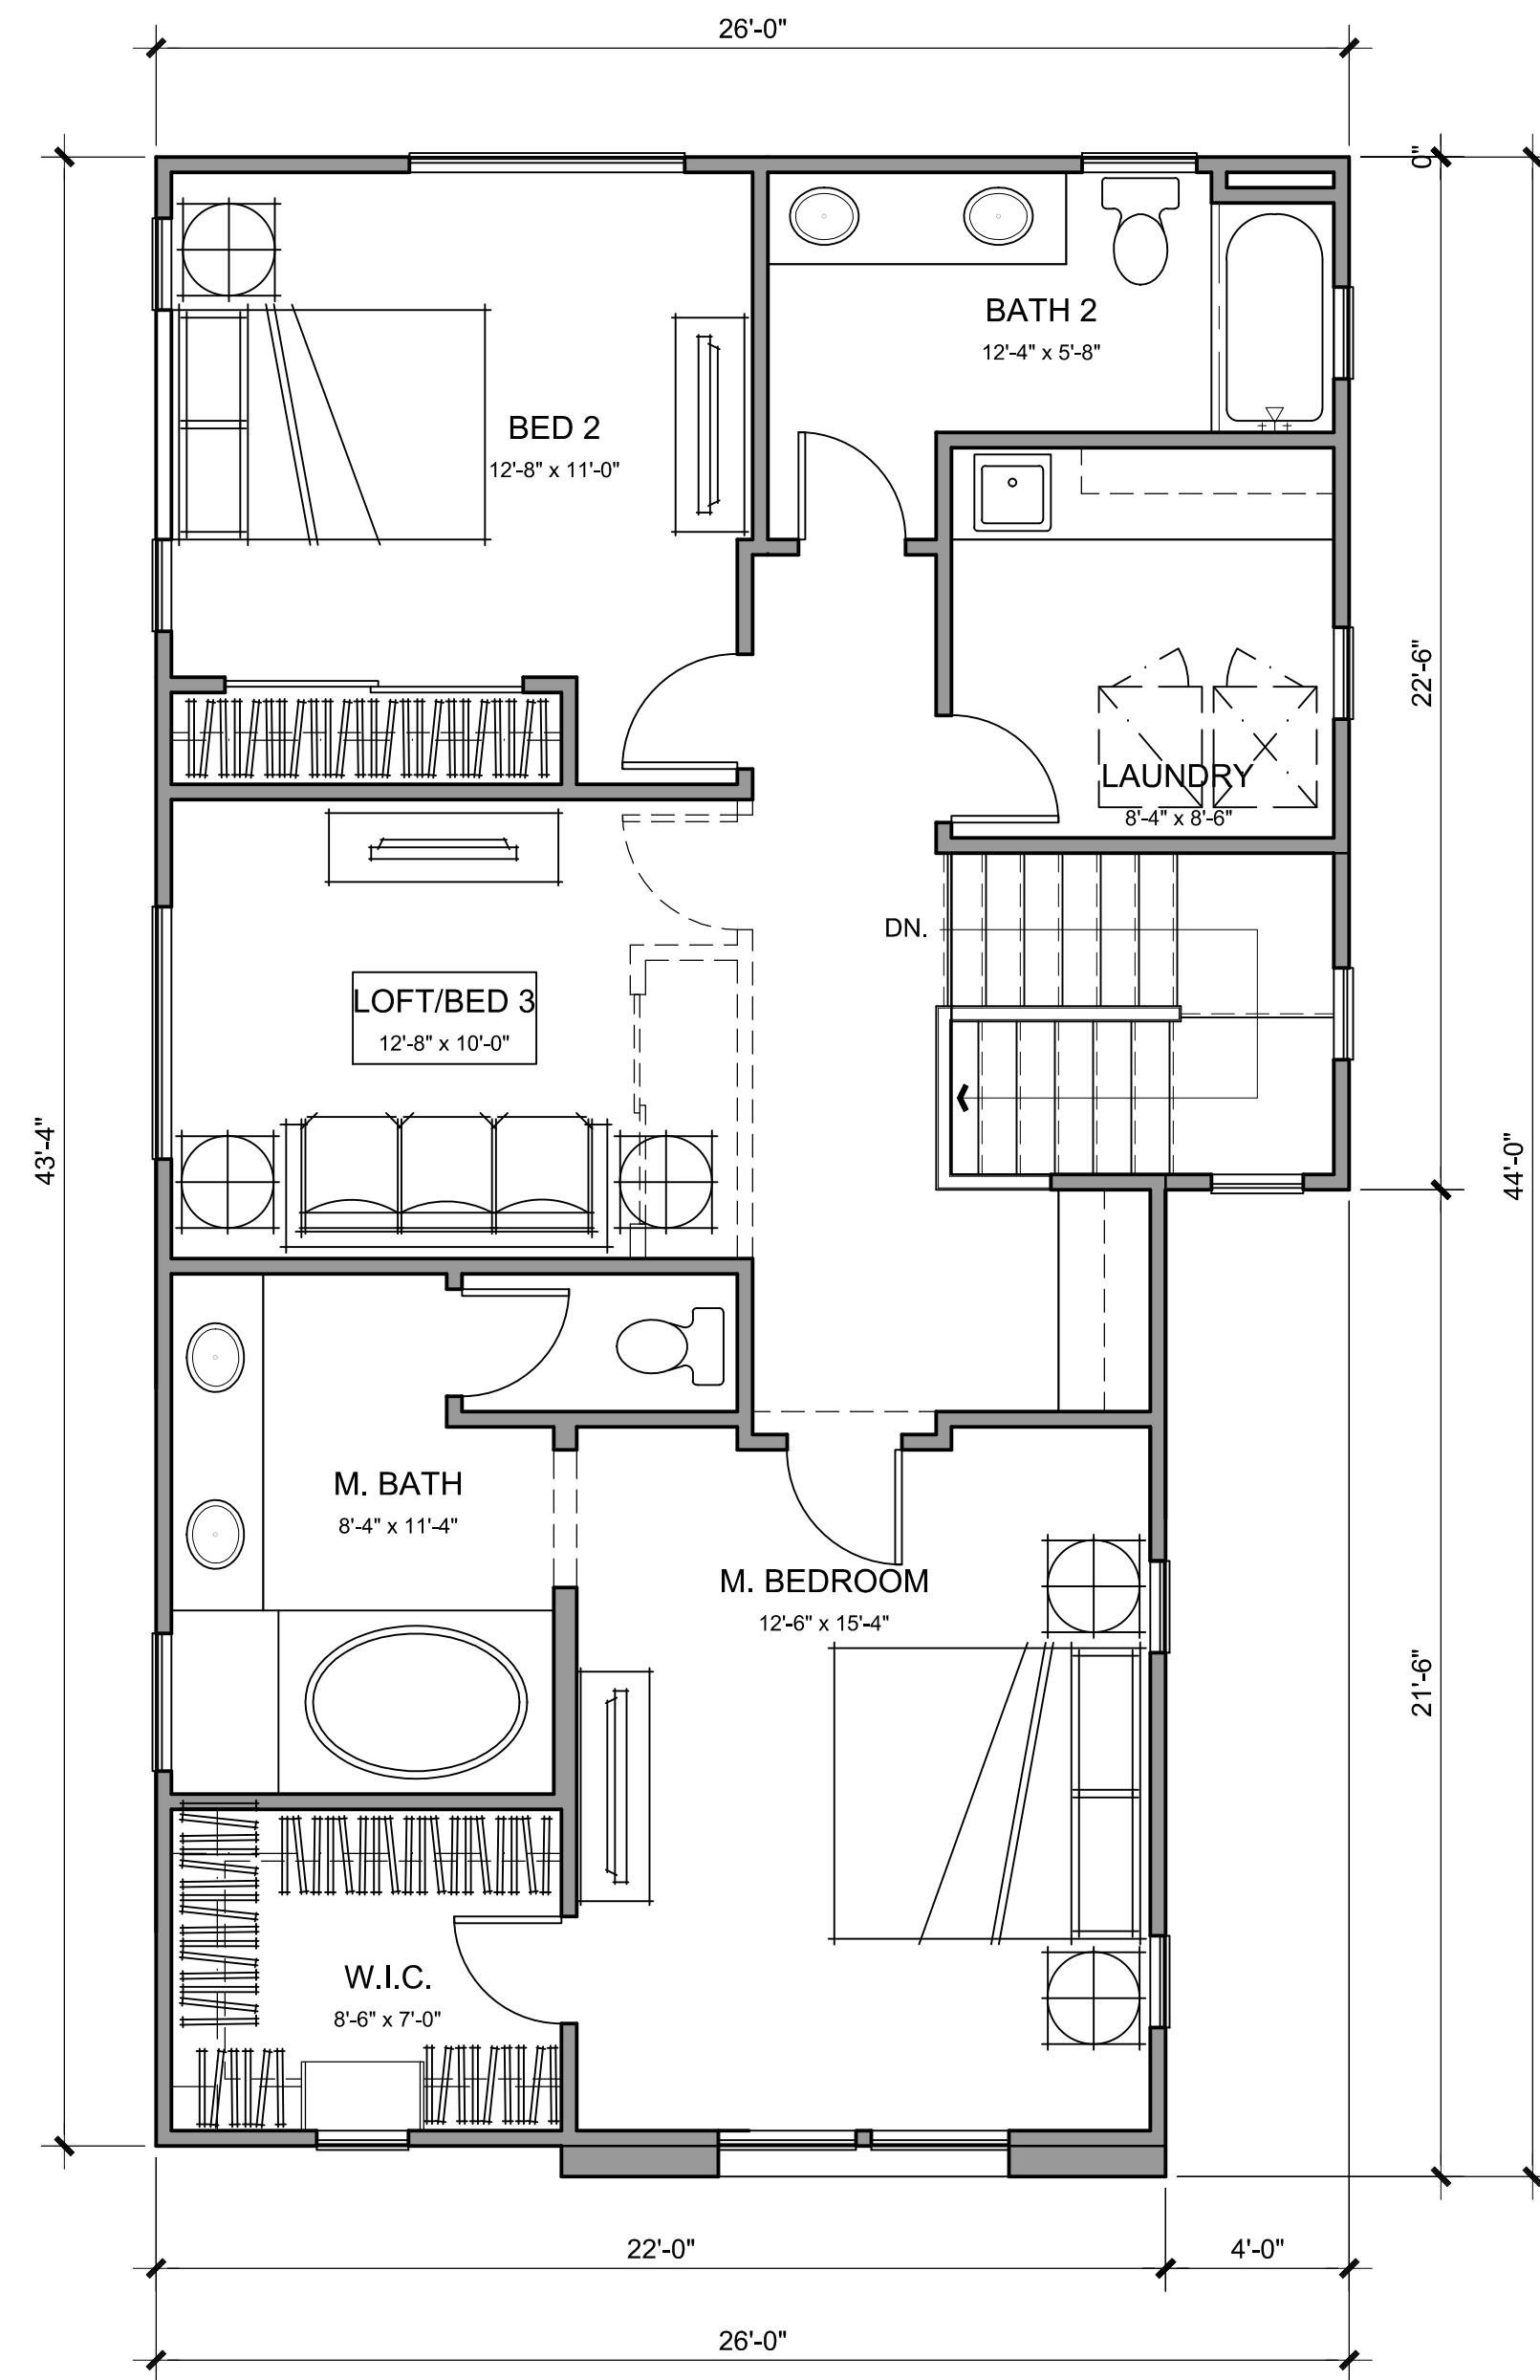 26'-0"
0"
BATH 2
12'-4" x 5'-8"
BED 2
12'-8" x 11'-0"
22'-6"
LAUNDRY
8'-4" x 8'-6"
DN.
LOFT/BED 3
12'-8" x 10'-0"
43'-4"
44'-0"
M. BATH
8'-4" x 11'-4"
M. BEDROOM
12'-6" x 15'-4"
21'-6"
W.I.C.
8'-6" x 7'-0"
22'-0"
4'-0"
26'-0"